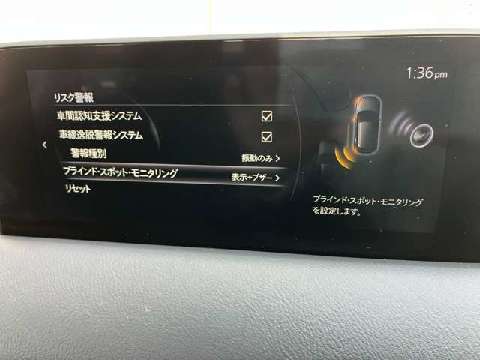 1:36pm
リスク警報
車間認知支援システム
車線逸脱警報システム
警報種別 振動のみ
ブラインド・スポット・モニタリング 表示+ブザー
リセット
ブラインド・スポット・モニタリング
を設定します。